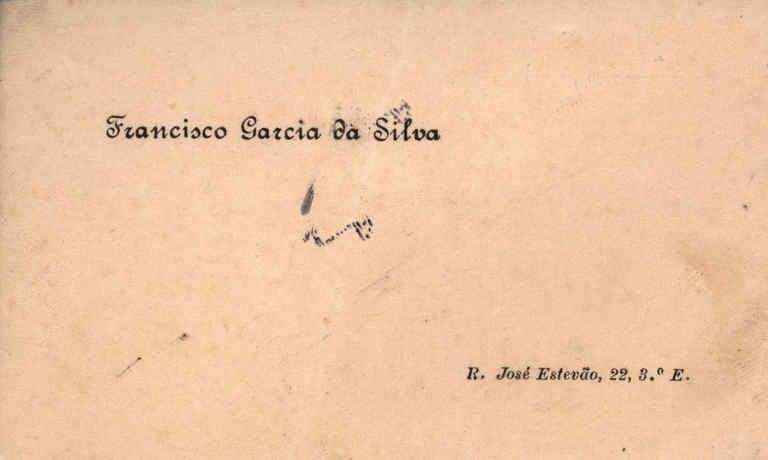 Francisco Garcia da Silva
R. José Estevão, 22, 3.º E.